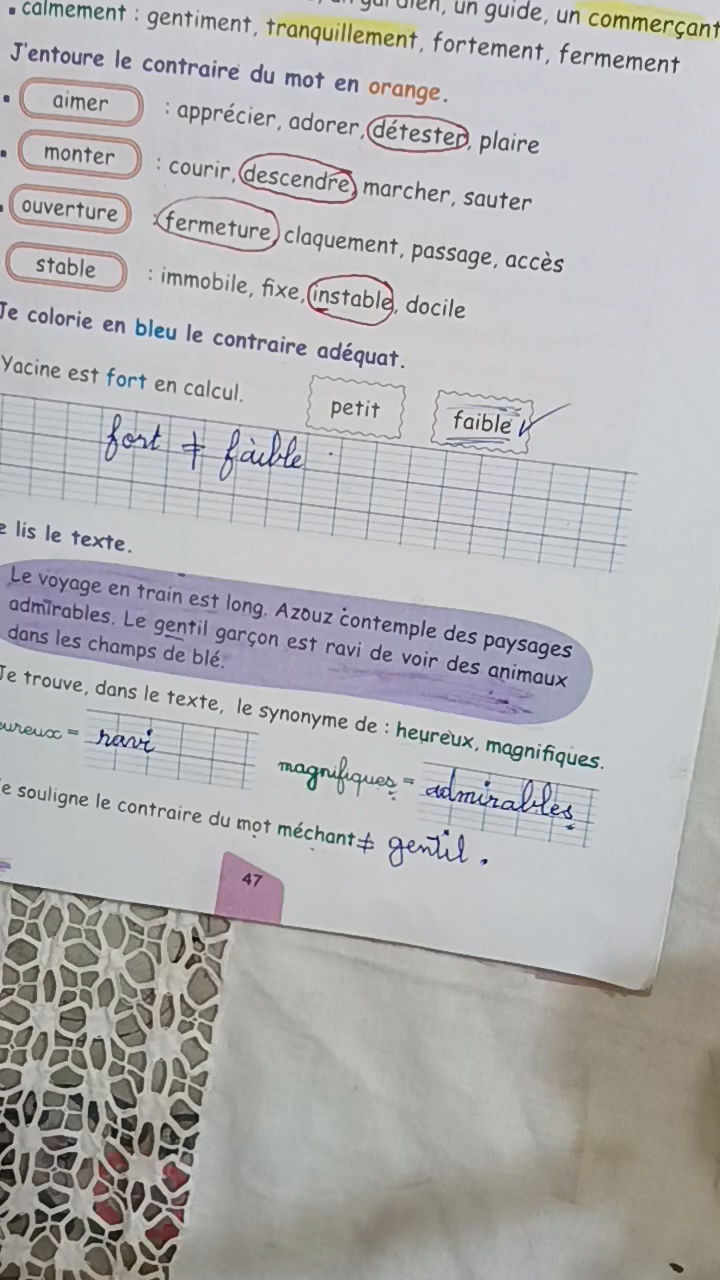 un guide, un commerçant
▪ calmement : gentiment, tranquillement, fortement, fermement
J'entoure le contraire du mot en orange.
▪ aimer : apprécier, adorer, détester, plaire
▪ monter : courir, descendre, marcher, sauter
▪ ouverture : fermeture, claquement, passage, accès
stable : immobile, fixe, instable, docile
Je colorie en bleu le contraire adéquat.
Yacine est fort en calcul. petit faible
fort ≠ faible
e lis le texte.
Le voyage en train est long. Azouz contemple des paysages
admirables. Le gentil garçon est ravi de voir des animaux
dans les champs de blé.
Je trouve, dans le texte, le synonyme de : heureux, magnifiques.
ureux = ravi magnifiques = admirables
e souligne le contraire du mot méchant ≠ gentil.
47